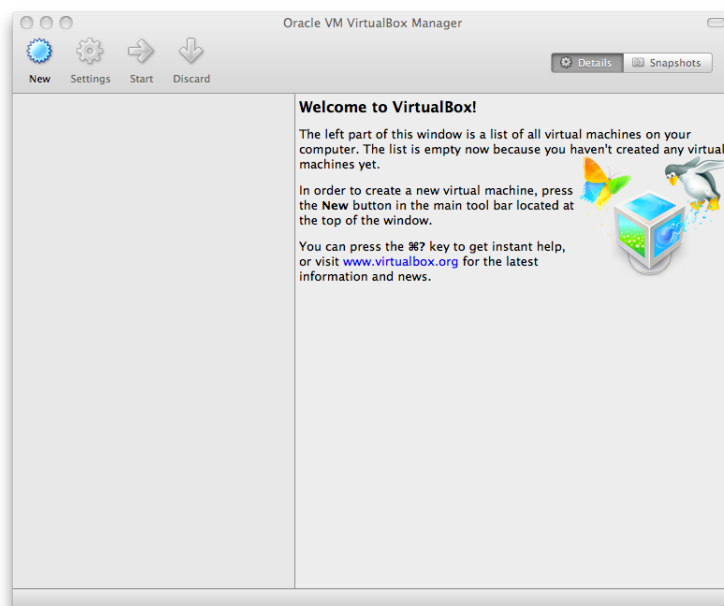 Oracle VM VirtualBox Manager
New Settings Start Discard
Details Snapshots
Welcome to VirtualBox!
The left part of this window is a list of all virtual machines on your
computer. The list is empty now because you haven't created any virtual
machines yet.
In order to create a new virtual machine, press
the New button in the main tool bar located at
the top of the window.
You can press the ⌘? key to get instant help,
or visit www.virtualbox.org for the latest
information and news.